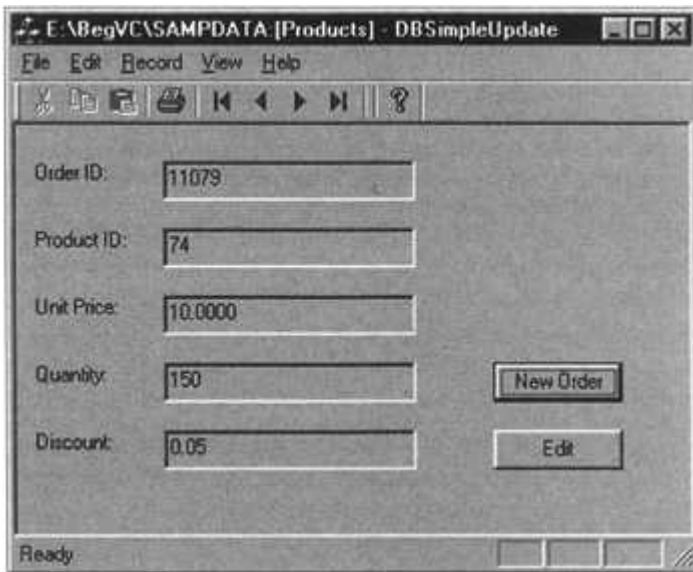 E:\BegVC\SAMPDATA [Products] - DBSimpleUpdate
File Edit Record View Help
Order ID: 11079
Product ID: 74
Unit Price: 10.0000
Quantity: 150 New Order
Discount: 0.05 Edit
Ready